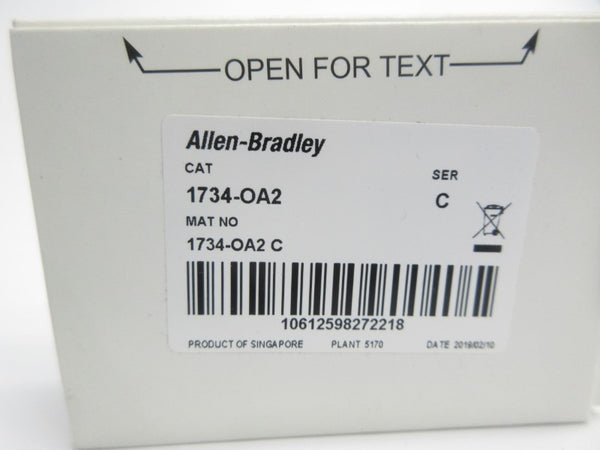 OPEN FOR TEXT
Allen-Bradley
CAT
SER
1734-OA2
C
MAT NO
1734-OA2 C
10612598272218
PRODUCT OF SINGAPORE PLANT 5170 DATE 2019/02/10